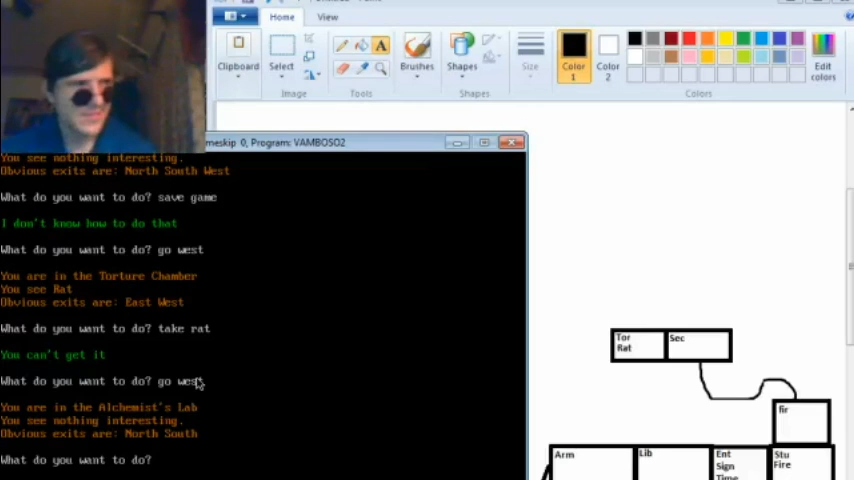 Home
View
Clipboard
Select
Brushes
Shapes
Size
Color
1
Color
2
Edit
colors
Image
Tools
Shapes
Colors
meskip 0, Program: VAMBOSO2
You see nothing interesting.
Obvious exits are: North South West
What do you want to do? save game
I don't know how to do that
What do you want to do? go west
You are in the Torture Chamber
You see Rat
Obvious exits are: East West
What do you want to do? take rat
You can't get it
What do you want to do? go west
You are in the Alchemist's Lab
You see nothing interesting.
Obvious exits are: North South
What do you want to do?
Tor
Rat
Sec
fir
Arm
Lib
Ent
Sign
Time
Stu
Fire